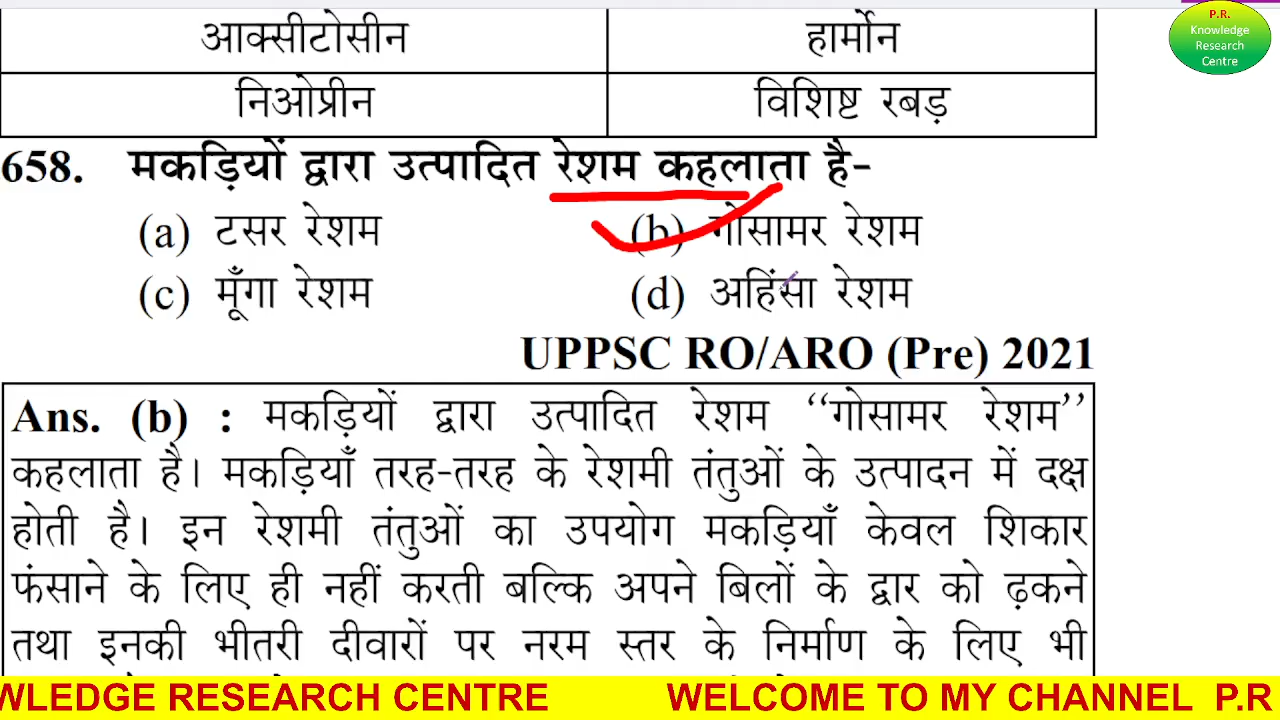 आक्सीटोसीन हार्मोन
P.R.
Knowledge
Research
Centre
निओप्रीन विशिष्ट रबड़
658. मकड़ियों द्वारा उत्पादित रेशम कहलाता है-
(a) टसर रेशम (b) गोसामर रेशम
(c) मूँगा रेशम (d) अहिंसा रेशम
UPPSC RO/ARO (Pre) 2021
Ans. (b) : मकड़ियों द्वारा उत्पादित रेशम ‘‘गोसामर रेशम’’
कहलाता है। मकड़ियाँ तरह-तरह के रेशमी तंतुओं के उत्पादन में दक्ष
होती है। इन रेशमी तंतुओं का उपयोग मकड़ियाँ केवल शिकार
फंसाने के लिए ही नहीं करती बल्कि अपने बिलों के द्वार को ढ़कने
तथा इनकी भीतरी दीवारों पर नरम स्तर के निर्माण के लिए भी
WLEDGE RESEARCH CENTRE WELCOME TO MY CHANNEL P.R